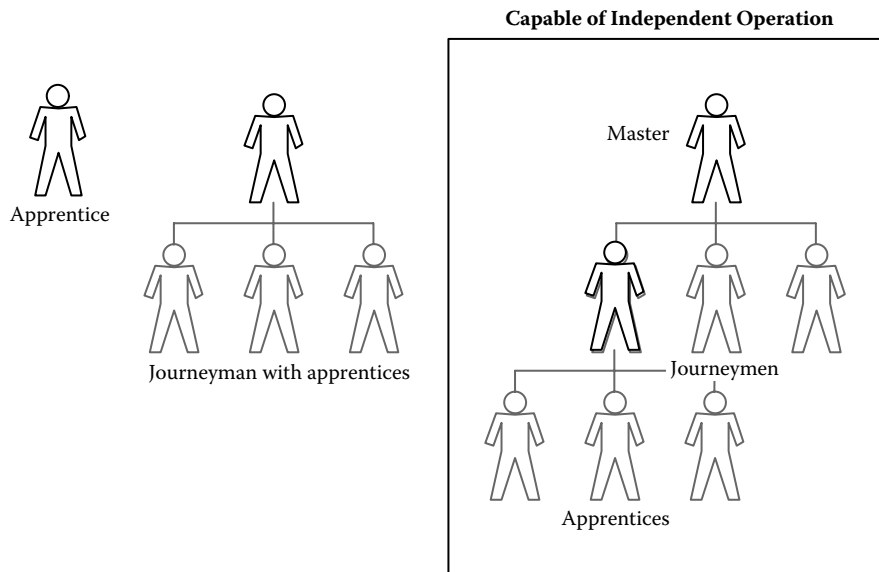 Capable of Independent Operation
Master
Apprentice
Journeyman with apprentices
Journeymen
Apprentices